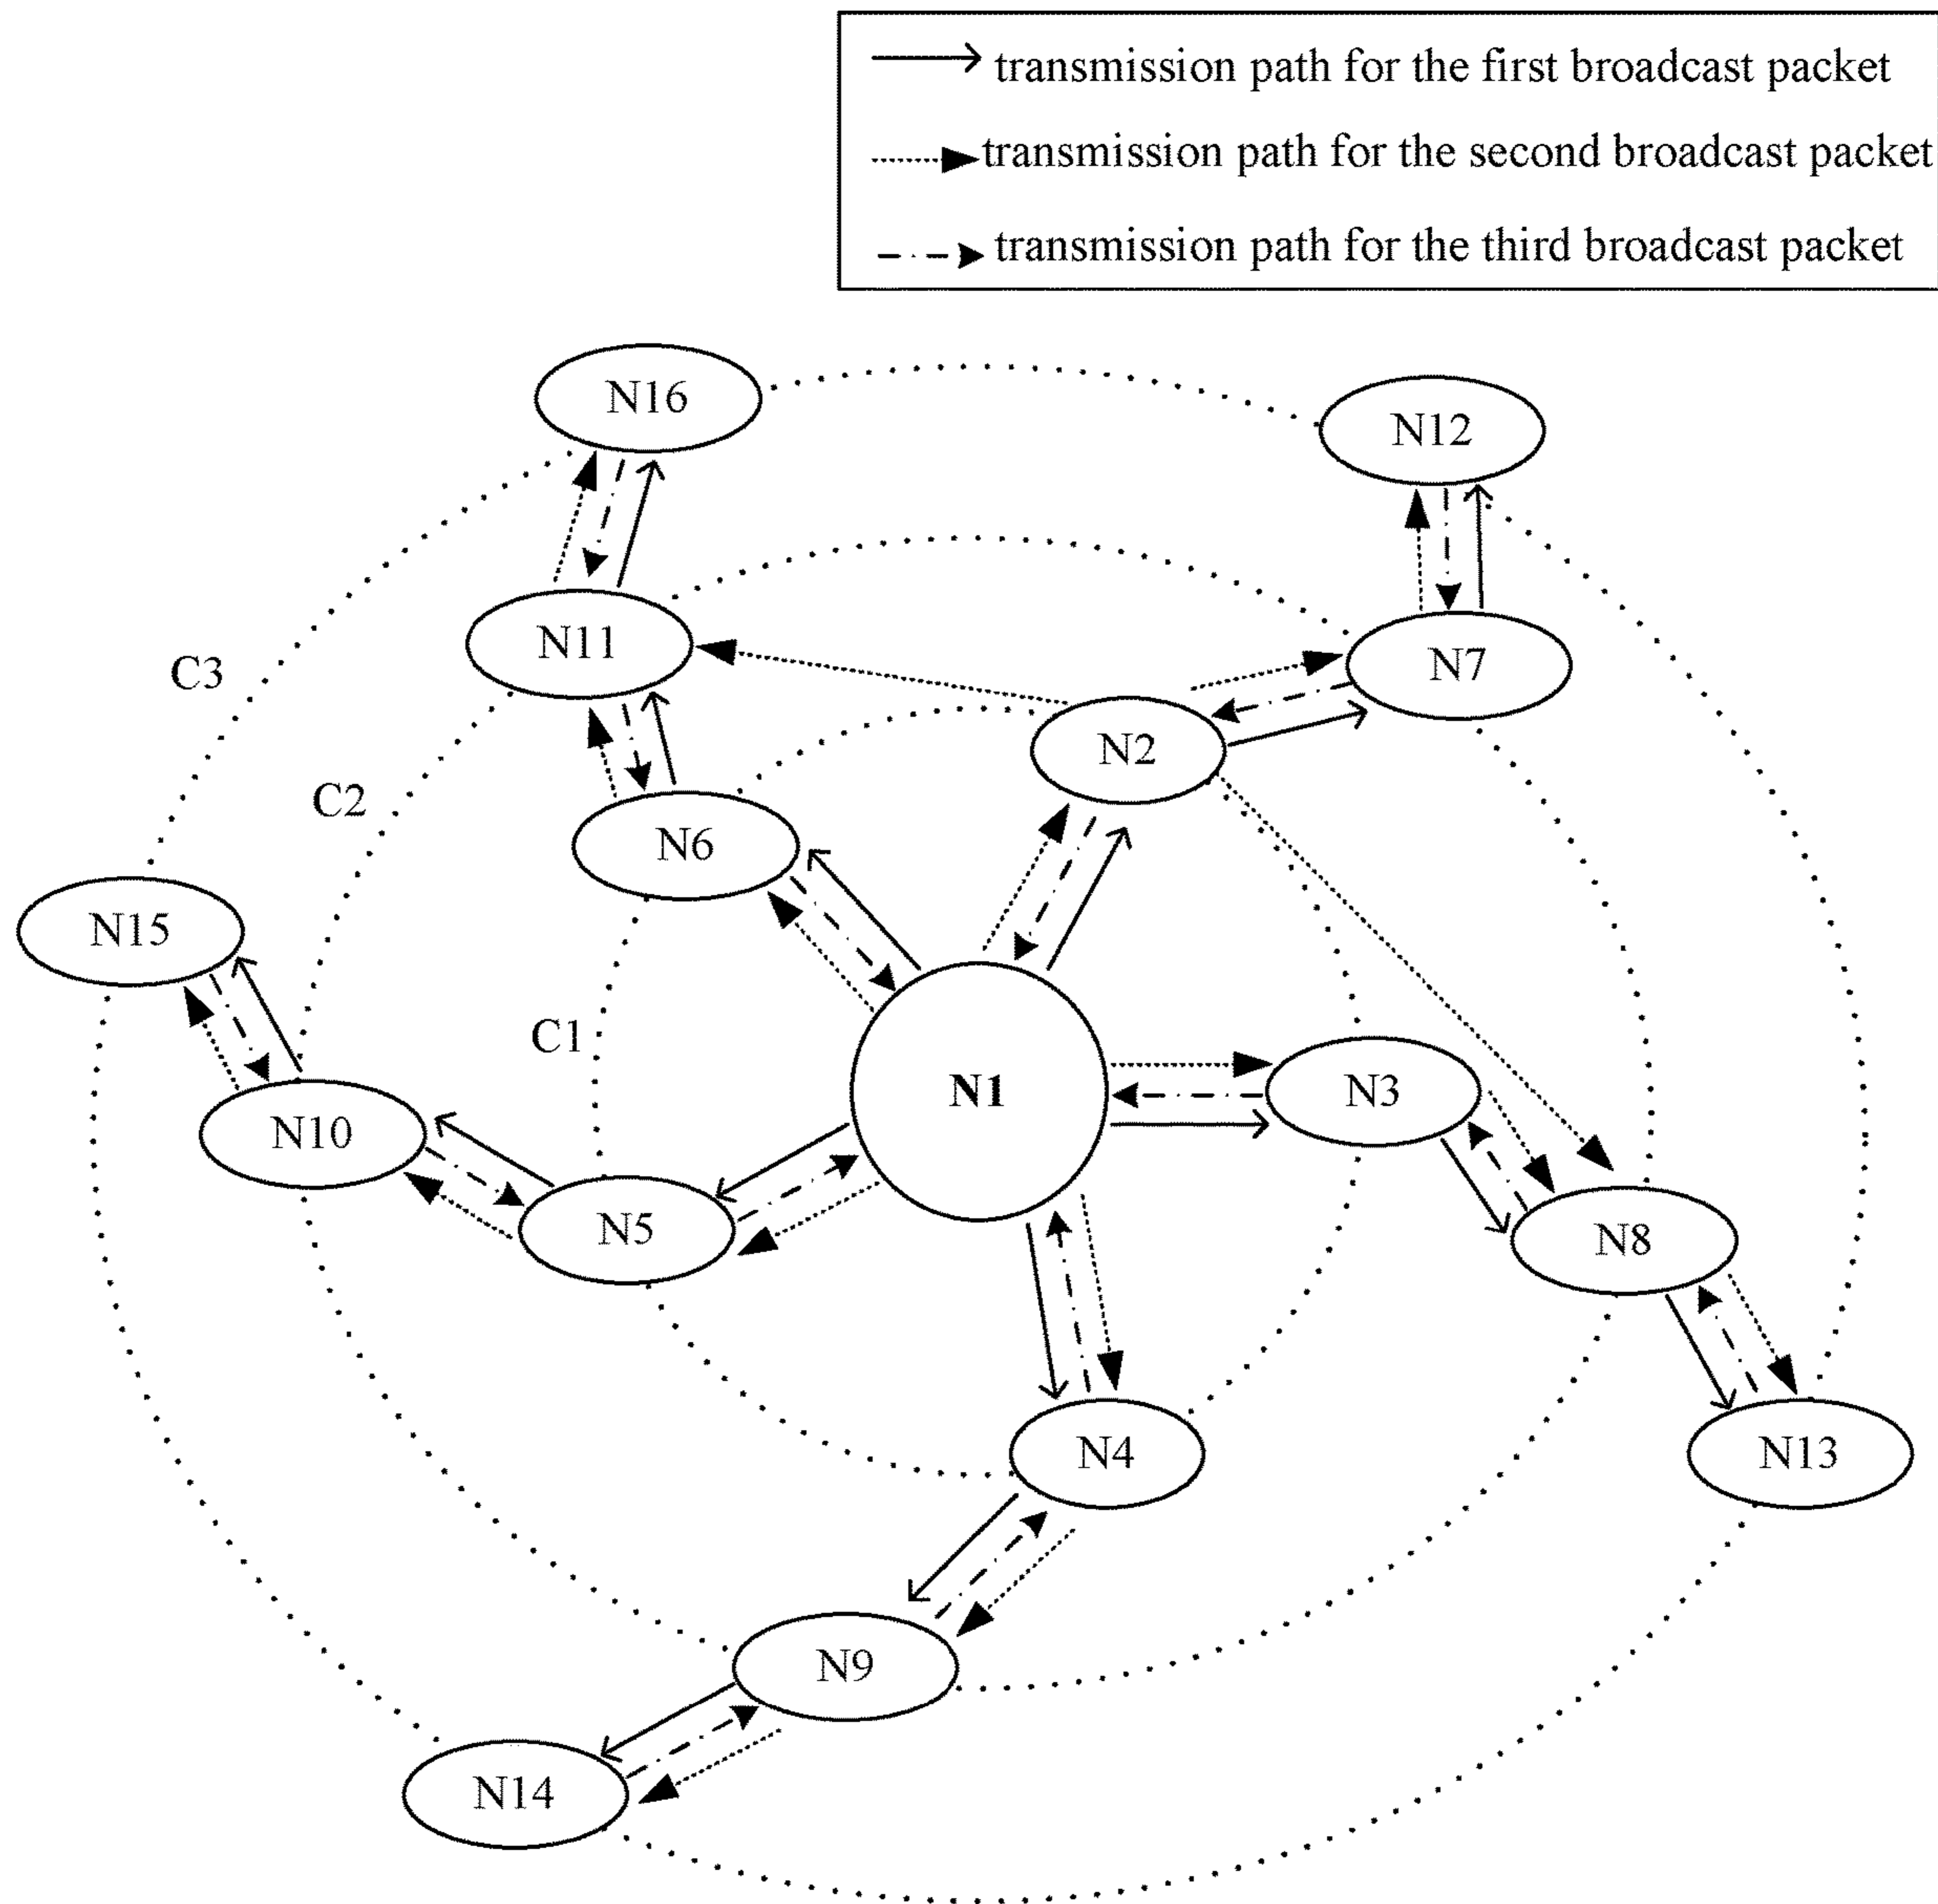 transmission path for the first broadcast packet
transmission path for the second broadcast packet
transmission path for the third broadcast packet
N16
N12
N11
N7
C3
N2
C2
N6
N15
C1
N1
N3
N10
N5
N8
N4
N13
N9
N14